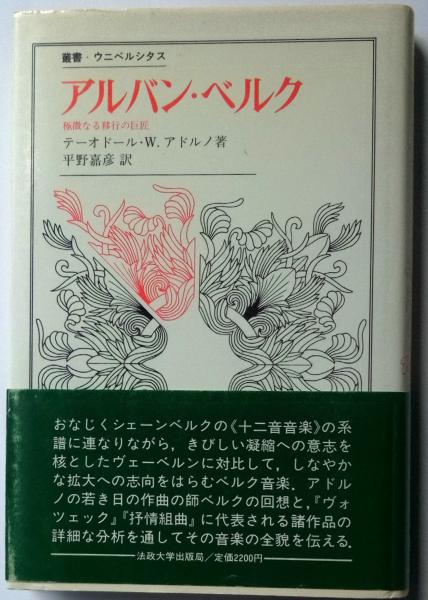 叢書・ウニベルシタス
アルバン・ベルク
極微なる移行の巨匠
テーオドール・W. アドルノ著
平野嘉彦 訳
おなじくシェーンベルクの《十二音音楽》の系
譜に連なりながら，きびしい凝縮への意志を
核としたヴェーベルンに対比して，しなやか
な拡大への志向をはらむベルク音楽．アドル
ノの若き日の作曲の師ベルクの回想と，『ヴォ
ツェック』『抒情組曲』に代表される諸作品の
詳細な分析を通してその音楽の全貌を伝える．
法政大学出版局／定価2200円